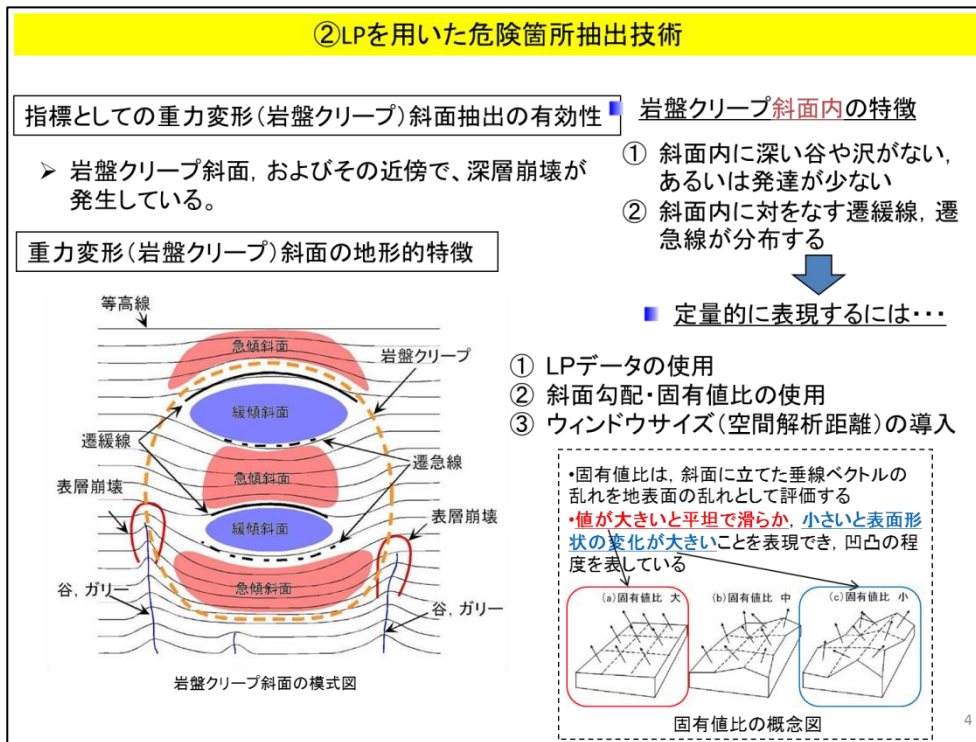 ②LPを用いた危険箇所抽出技術
指標としての重力変形(岩盤クリープ)斜面抽出の有効性
➢ 岩盤クリープ斜面, およびその近傍で、深層崩壊が
発生している。
重力変形(岩盤クリープ)斜面の地形的特徴
等高線
急傾斜面
岩盤クリープ
緩傾斜面
遷緩線
遷急線
急傾斜面
表層崩壊
表層崩壊
緩傾斜面
急傾斜面
谷, ガリー
谷, ガリー
岩盤クリープ斜面の模式図
岩盤クリープ斜面内の特徴
① 斜面内に深い谷や沢がない,
あるいは発達が少ない
② 斜面内に対をなす遷緩線, 遷
急線が分布する
定量的に表現するには・・・
① LPデータの使用
② 斜面勾配・固有値比の使用
③ ウィンドウサイズ(空間解析距離)の導入
•固有値比は, 斜面に立てた垂線ベクトルの
乱れを地表面の乱れとして評価する
•値が大きいと平坦で滑らか, 小さいと表面形
状の変化が大きいことを表現でき, 凹凸の程
度を表している
(a)固有値比 大
(b)固有値比 中
(c)固有値比 小
固有値比の概念図
4